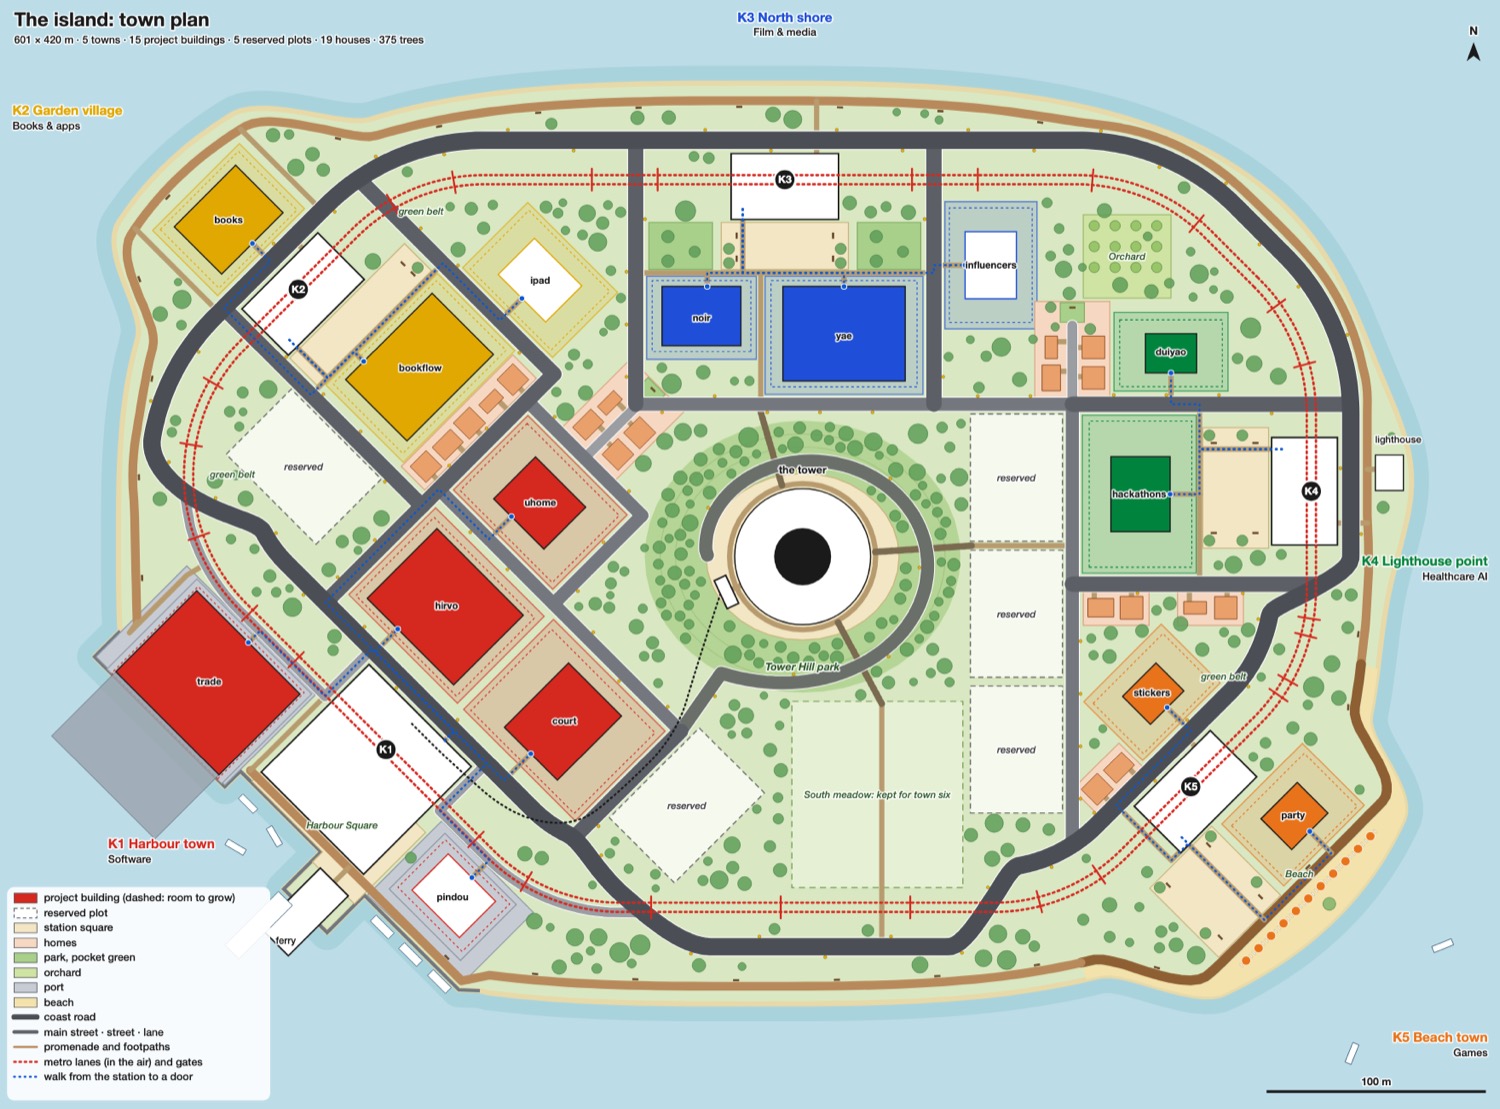 The island: town plan
601 × 420 m · 5 towns · 15 project buildings · 5 reserved plots · 19 houses · 375 trees
K3 North shore
Film & media
N
K2 Garden village
Books & apps
books
green belt
K3
K2
ipad
influencers
Orchard
noir
yae
duiyao
bookflow
lighthouse
reserved
green belt
the tower
reserved
hackathons
K4
uhome
K4 Lighthouse point
Healthcare AI
hirvo
reserved
Tower Hill park
green belt
trade
stickers
court
K1
reserved
K5
reserved
South meadow: kept for town six
party
Harbour Square
K1 Harbour town
Software
Beach
pindou
ferry
project building (dashed: room to grow)
reserved plot
station square
homes
park, pocket green
orchard
port
beach
coast road
main street · street · lane
promenade and footpaths
metro lanes (in the air) and gates
walk from the station to a door
K5 Beach town
Games
100 m